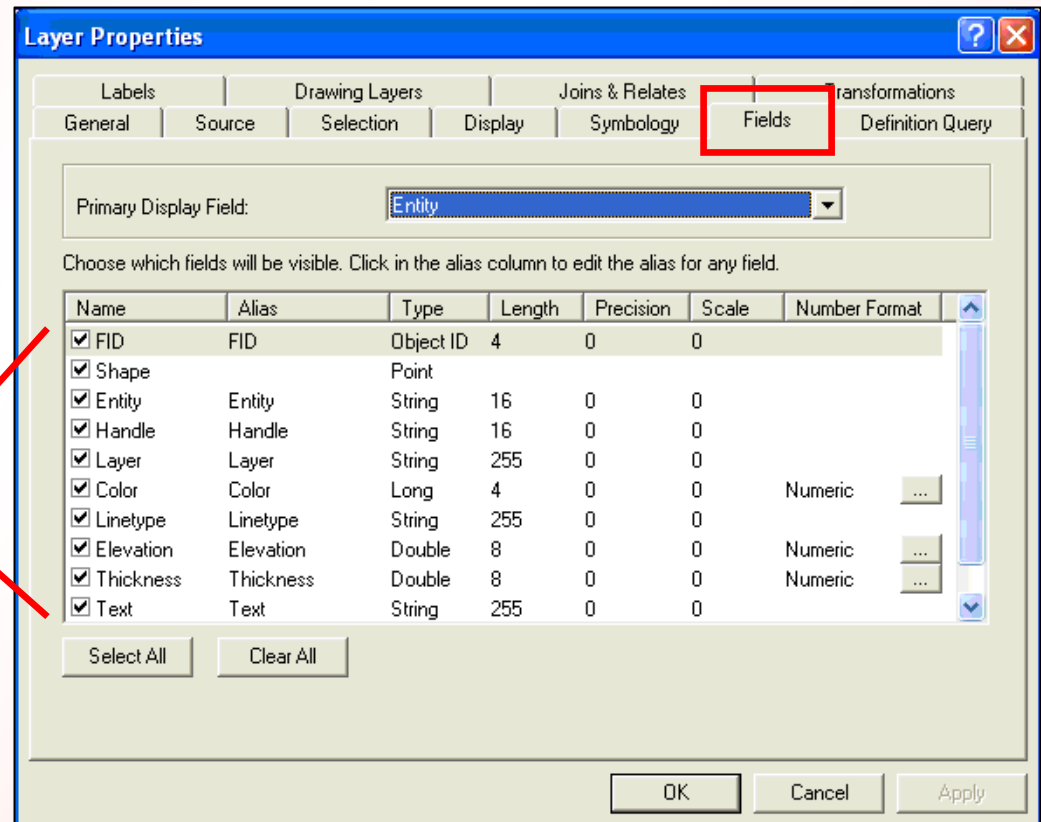 Layer Properties
Labels Drawing Layers Joins & Relates Transformations
General Source Selection Display Symbology Fields Definition Query
Primary Display Field: Entity
Choose which fields will be visible. Click in the alias column to edit the alias for any field.
Name Alias Type Length Precision Scale Number Format
FID FID Object ID 4 0 0
Shape Point
Entity Entity String 16 0 0
Handle Handle String 16 0 0
Layer Layer String 255 0 0
Color Color Long 4 0 0 Numeric ...
Linetype Linetype String 255 0 0
Elevation Elevation Double 8 0 0 Numeric ...
Thickness Thickness Double 8 0 0 Numeric ...
Text Text String 255 0 0
Select All Clear All
OK Cancel Apply